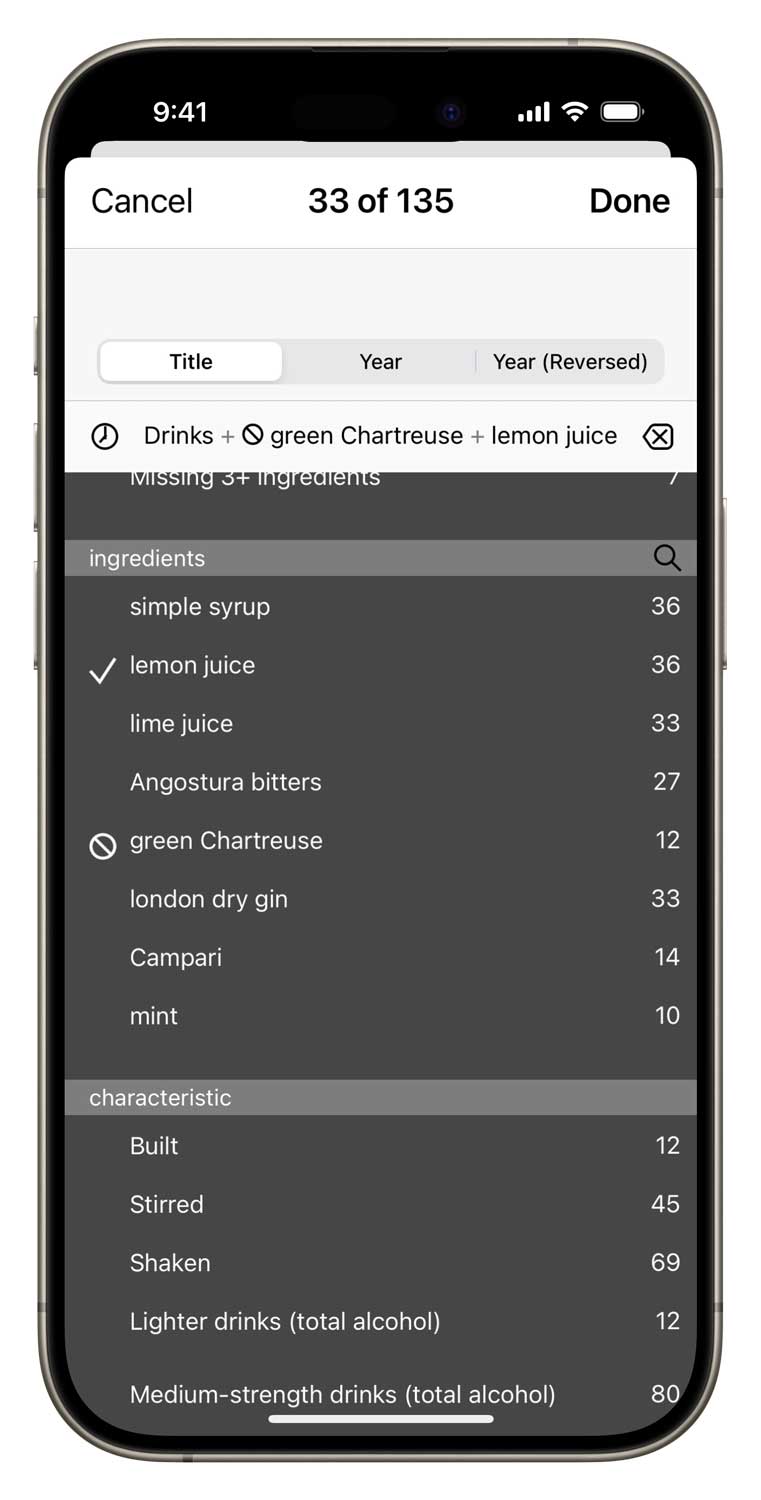 9:41
Cancel 33 of 135 Done
Title Year Year (Reversed)
Drinks + green Chartreuse + lemon juice
Missing 3+ ingredients 7
ingredients
simple syrup 36
lemon juice 36
lime juice 33
Angostura bitters 27
green Chartreuse 12
london dry gin 33
Campari 14
mint 10
characteristic
Built 12
Stirred 45
Shaken 69
Lighter drinks (total alcohol) 12
Medium-strength drinks (total alcohol) 80